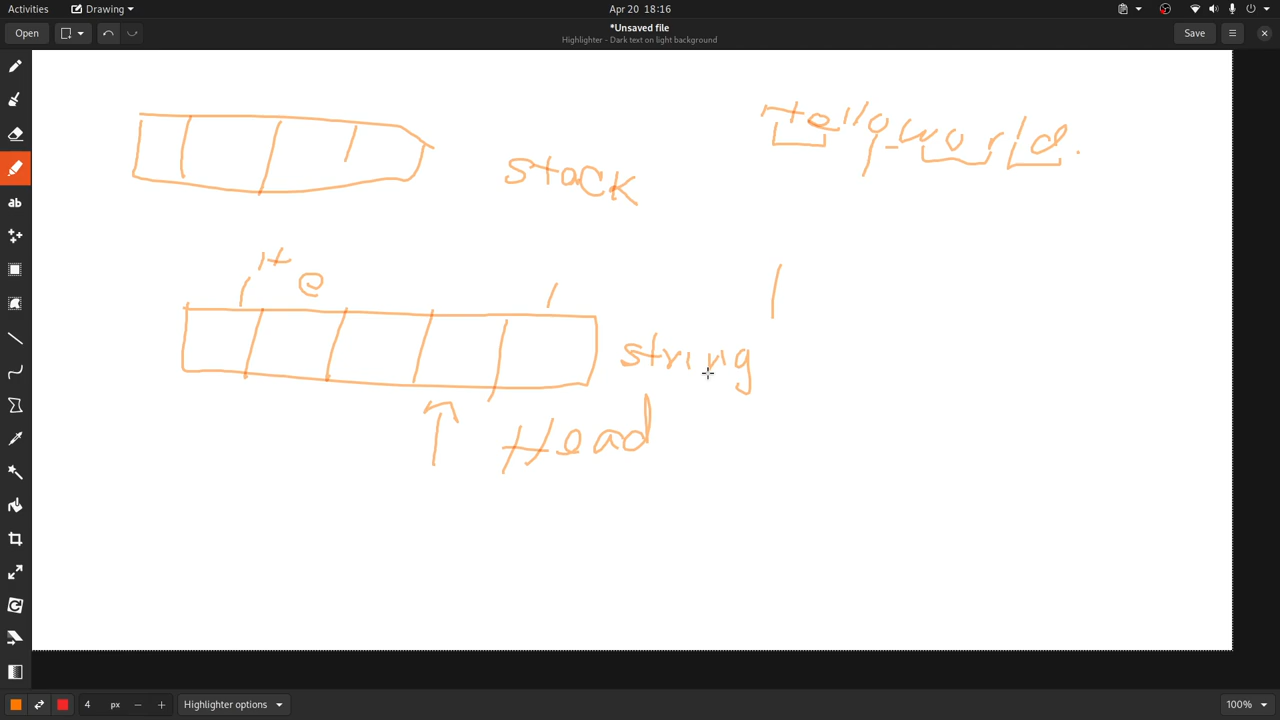 Activities Drawing Apr 20 18:16
Open *Unsaved file Save
Highlighter - Dark text on light background
Hello_world.
stack
H e
string
Head
4 px - + Highlighter options 100%